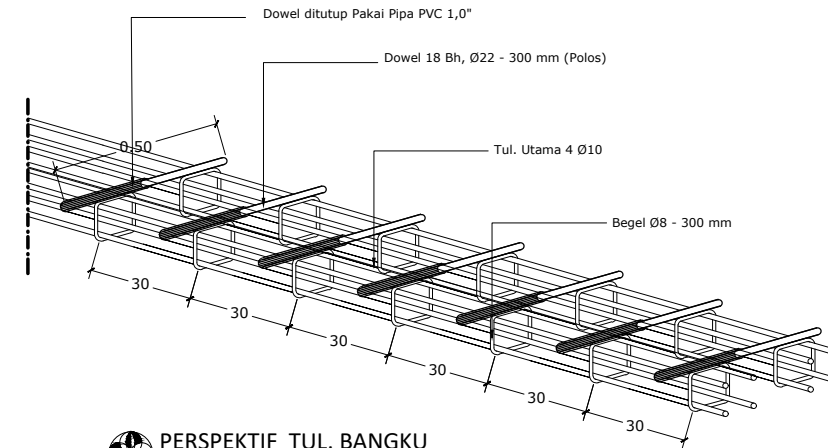 Dowel ditutup Pakai Pipa PVC 1,0"
Dowel 18 Bh, Ø22 - 300 mm (Polos)
0,50
Tul. Utama 4 Ø10
Begel Ø8 - 300 mm
30
30
30
30
30
30
PERSPEKTIF TUL. BANGKU